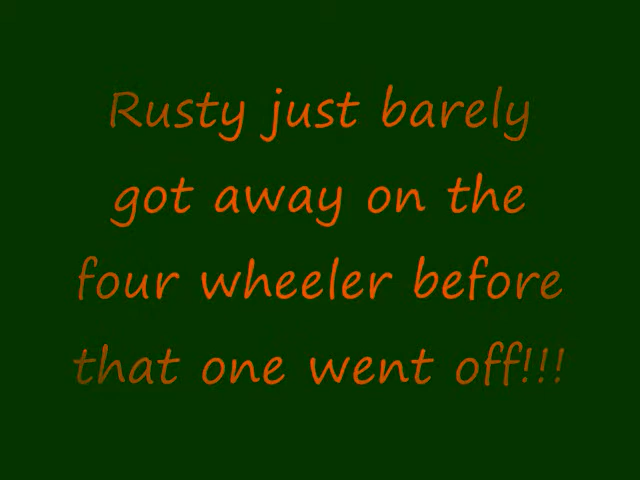 Rusty just barely
got away on the
four wheeler before
that one went off!!!